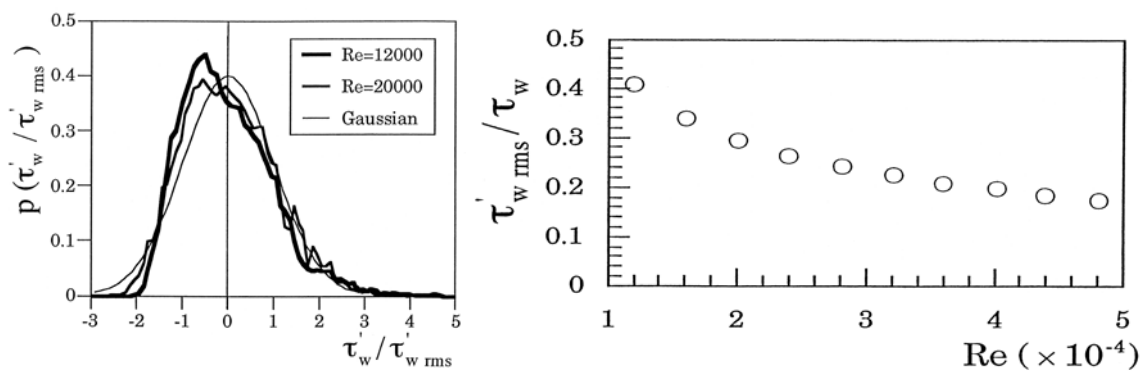 0.5
0.4
0.3
0.2
0.1
0
p (τ'w / τ'w rms)
Re=12000
Re=20000
Gaussian
-3 -2 -1 0 1 2 3 4 5
τ'w / τ'w rms
0.5
0.4
0.3
0.2
0.1
0
τ'w rms / τw
1 2 3 4 5
Re (×10⁻⁴)